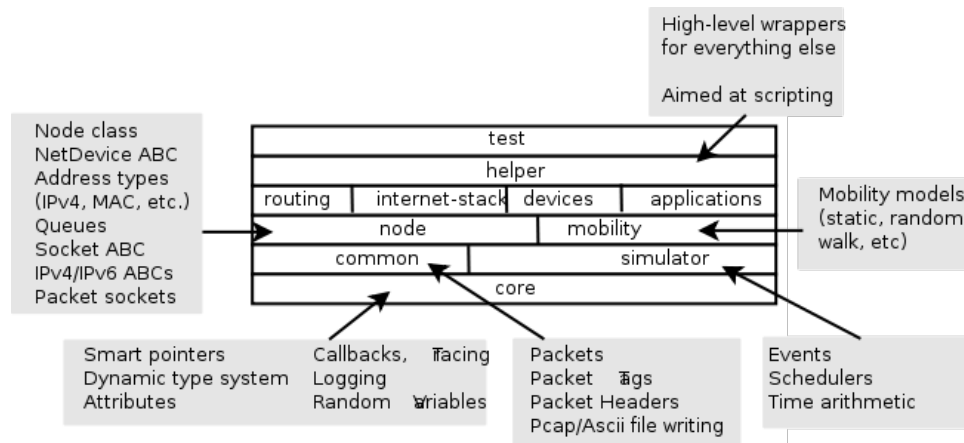 High-level wrappers
for everything else
Aimed at scripting
Node class
NetDevice ABC
Address types
(IPv4, MAC, etc.)
Queues
Socket ABC
IPv4/IPv6 ABCs
Packet sockets
test
helper
routing internet-stack devices applications
node mobility
common simulator
core
Mobility models
(static, random
walk, etc)
Smart pointers Callbacks, Tracing
Dynamic type system Logging
Attributes Random Variables
Packets
Packet Tags
Packet Headers
Pcap/Ascii file writing
Events
Schedulers
Time arithmetic